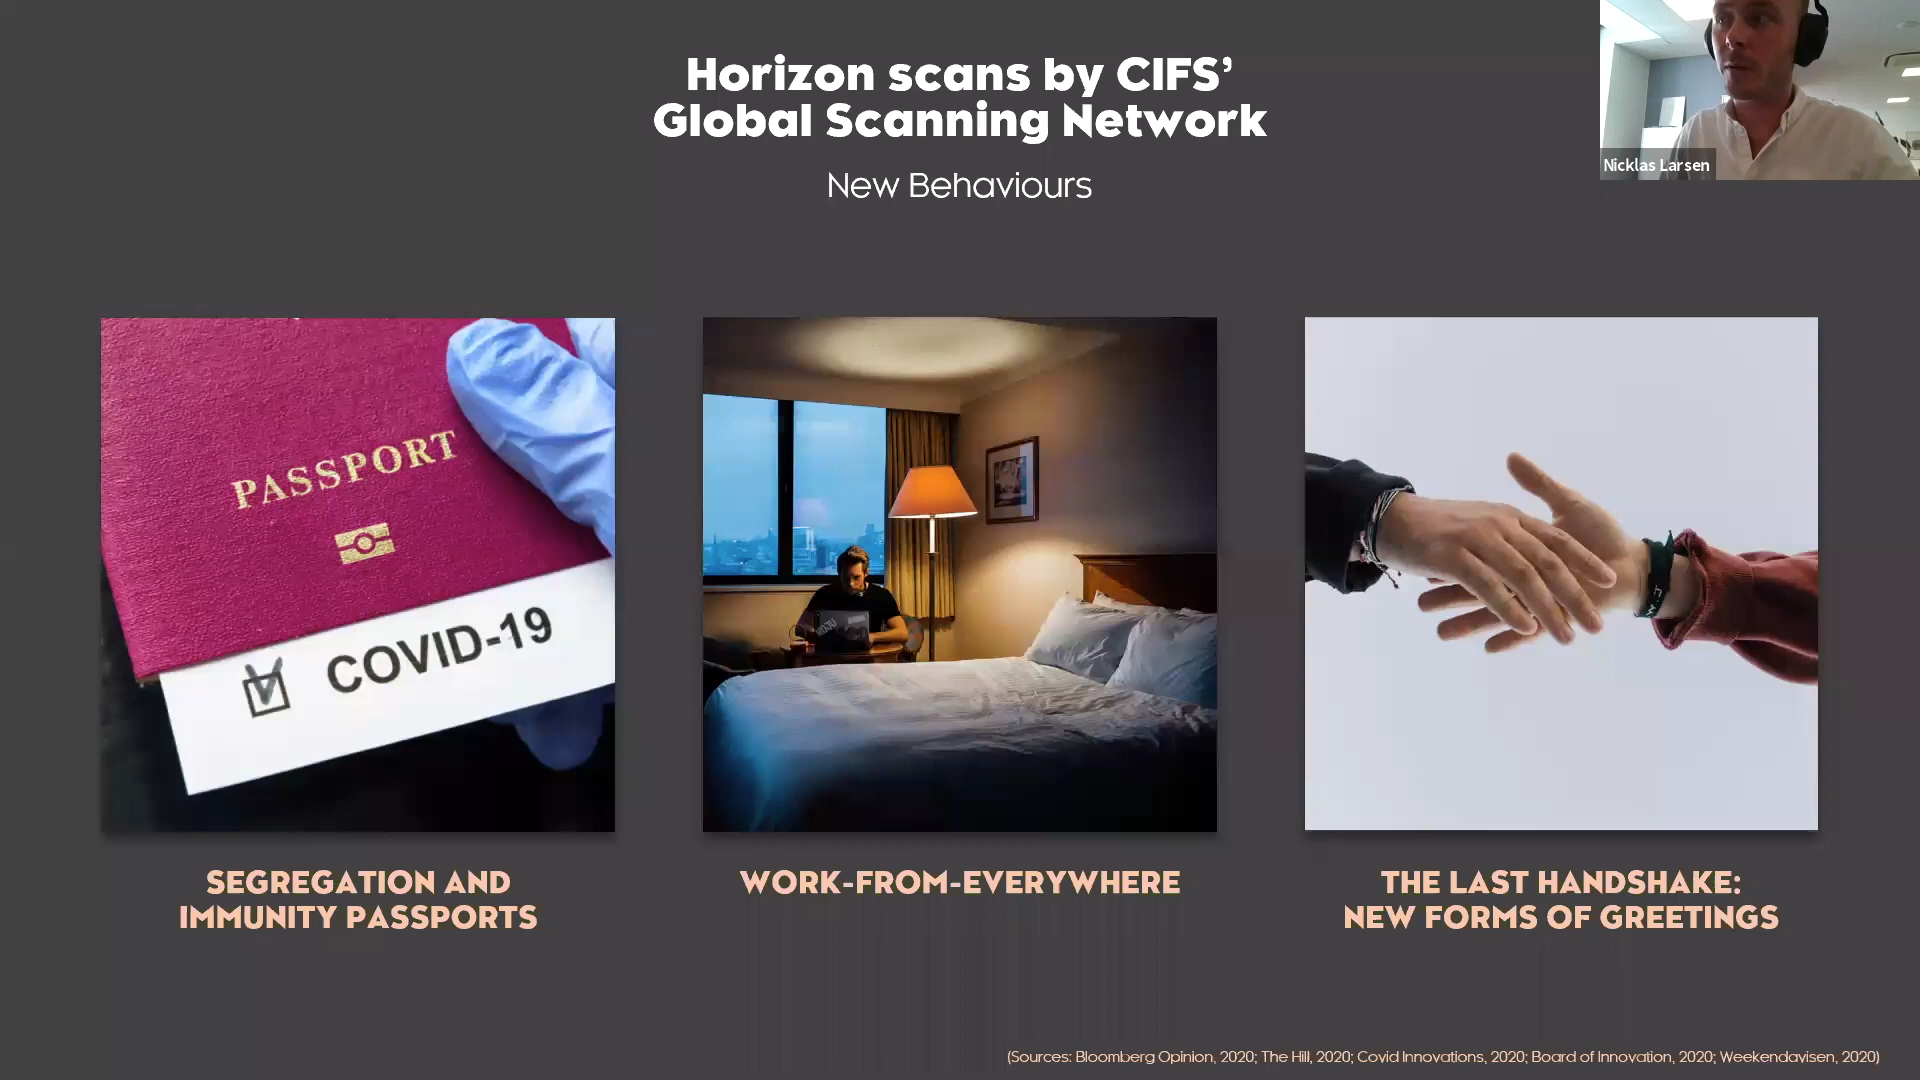 Horizon scans by CIFS’
Global Scanning Network
New Behaviours
Nicklas Larsen
PASSPORT
COVID-19
SEGREGATION AND
IMMUNITY PASSPORTS
WORK-FROM-EVERYWHERE
THE LAST HANDSHAKE:
NEW FORMS OF GREETINGS
(Sources: Bloomberg Opinion, 2020; The Hill, 2020; Covid Innovations, 2020; Board of Innovation, 2020; Weekendavisen, 2020)